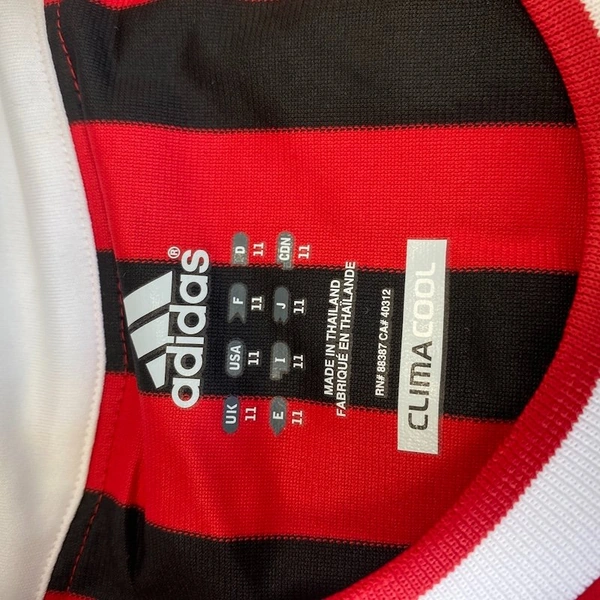 adidas®
UK USA F D
11 11 11 11
E I J CDN
11 11 11 11
MADE IN THAILAND
FABRIQUÉ EN THAÏLANDE
RN# 88387 CA# 40312
CLIMACOOL